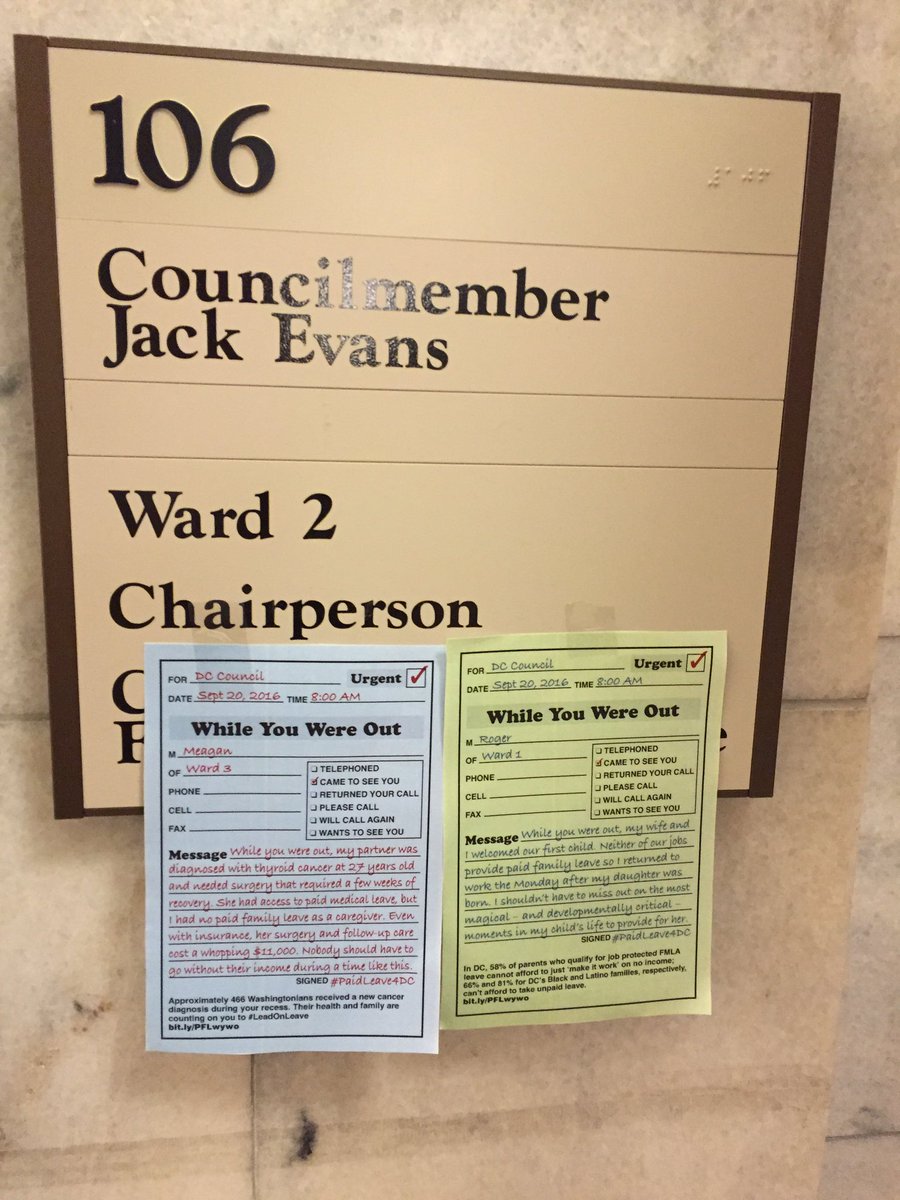 106
Councilmember
Jack Evans
Ward 2
Chairperson
FOR DC Council Urgent ✓
DATE Sept 20, 2016 TIME 8:00 AM
While You Were Out
M Meagan
OF Ward 3
PHONE
CELL
FAX
☐ TELEPHONED
☑ CAME TO SEE YOU
☐ RETURNED YOUR CALL
☐ PLEASE CALL
☐ WILL CALL AGAIN
☐ WANTS TO SEE YOU
Message While you were out, my partner was
diagnosed with thyroid cancer at 27 years old
and needed surgery that required a few weeks of
recovery. She had access to paid medical leave, but
I had no paid family leave as a caregiver. Even
with insurance, her surgery and follow-up care
cost a whopping $11,000. Nobody should have to
go without their income during a time like this.
SIGNED #PaidLeave4DC
Approximately 466 Washingtonians received a new cancer
diagnosis during your recess. Their health and family are
counting on you to #LeadOnLeave
bit.ly/PFLwywo
FOR DC Council Urgent ✓
DATE Sept 20, 2016 TIME 8:00 AM
While You Were Out
M Roger
OF Ward 1
PHONE
CELL
FAX
☐ TELEPHONED
☑ CAME TO SEE YOU
☐ RETURNED YOUR CALL
☐ PLEASE CALL
☐ WILL CALL AGAIN
☐ WANTS TO SEE YOU
Message While you were out, my wife and
I welcomed our first child. Neither of our jobs
provide paid family leave so I returned to
work the Monday after my daughter was
born. I shouldn't have to miss out on the most
magical – and developmentally critical –
moments in my child's life to provide for her.
SIGNED #PaidLeave4DC
In DC, 58% of parents who qualify for job protected FMLA
leave cannot afford to just 'make it work' on no income;
66% and 81% for DC's Black and Latino families, respectively,
can't afford to take unpaid leave.
bit.ly/PFLwywo